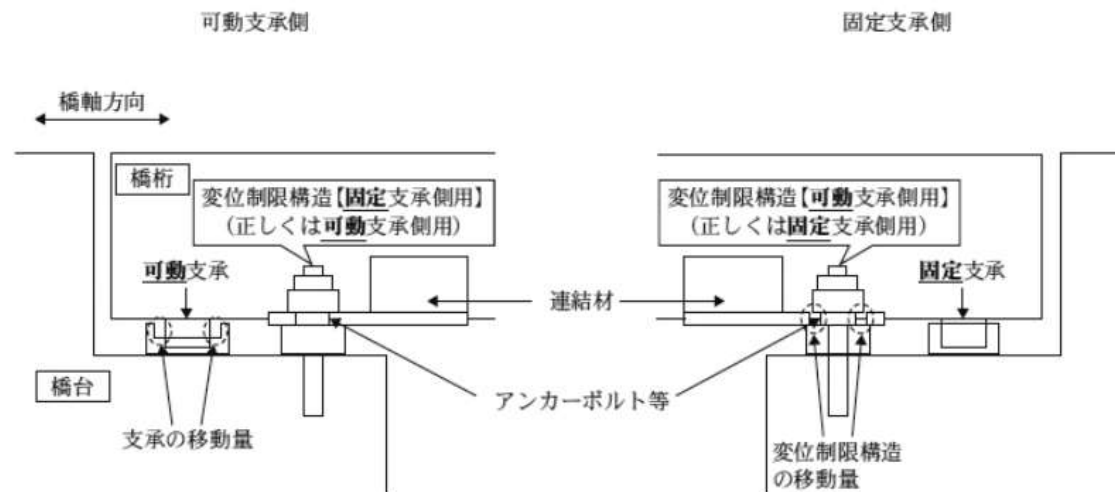 可動支承側
固定支承側
橋軸方向
橋桁
変位制限構造【固定支承側用】
(正しくは可動支承側用)
変位制限構造【可動支承側用】
(正しくは固定支承側用)
可動支承
連結材
固定支承
橋台
アンカーボルト等
支承の移動量
変位制限構造
の移動量